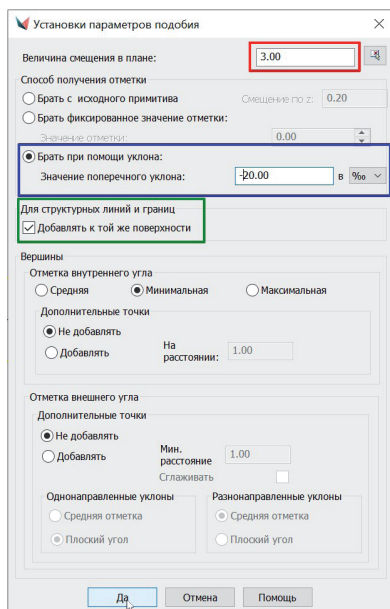 Установки параметров подобия
Величина смещения в плане: 3.00
Способ получения отметки
Брать с исходного примитива Смещение по z: 0.20
Брать фиксированное значение отметки:
Значение отметки: 0.00
Брать при помощи уклона:
Значение поперечного уклона: -20.00 в ‰
Для структурных линий и границ
Добавлять к той же поверхности
Вершины
Отметка внутреннего угла
Средняя Минимальная Максимальная
Дополнительные точки
Не добавлять
Добавлять На расстоянии: 1.00
Отметка внешнего угла
Дополнительные точки
Не добавлять
Добавлять Мин. расстояние 1.00
Сглаживать
Однонаправленные уклоны Разнонаправленные уклоны
Средняя отметка Средняя отметка
Плоский угол Плоский угол
Да Отмена Помощь